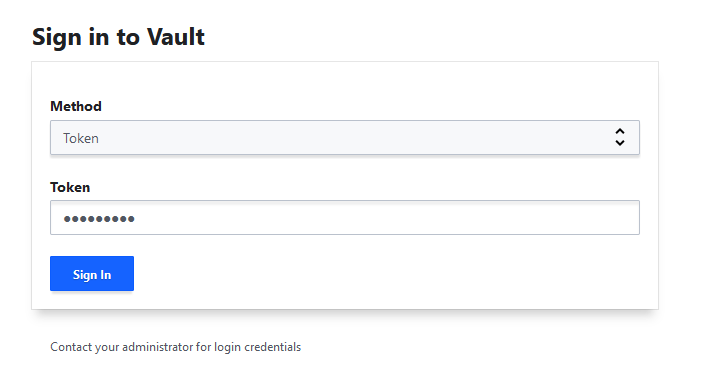 Sign in to Vault
Method
Token
Token
●●●●●●●●●
Sign In
Contact your administrator for login credentials